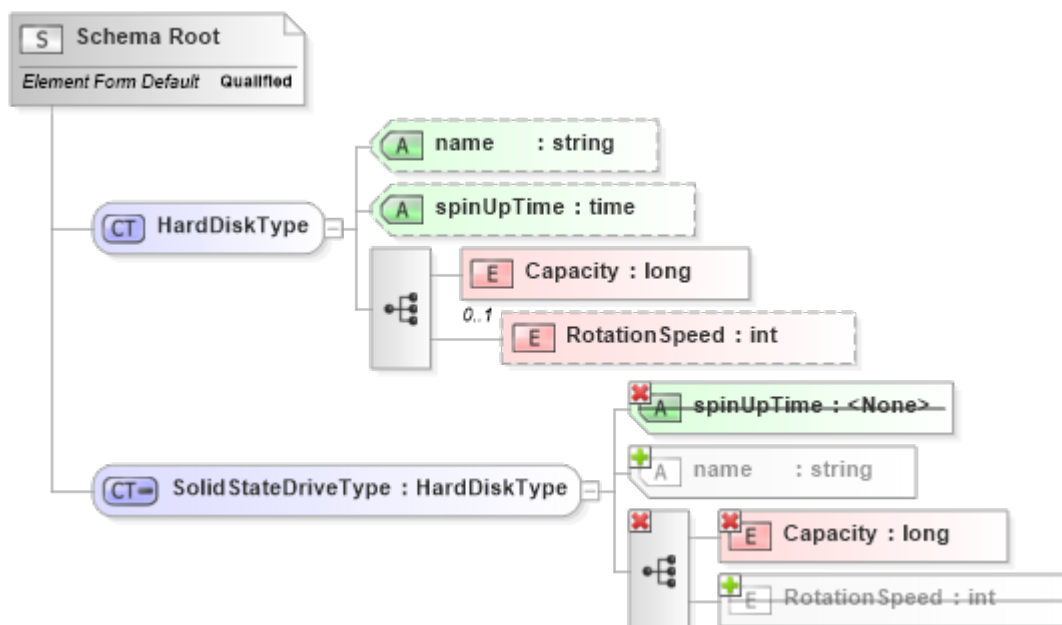 S Schema Root
Element Form Default Qualified
A name : string
A spinUpTime : time
CT HardDiskType
E Capacity : long
0..1
E RotationSpeed : int
A spinUpTime : <None>
A name : string
CT SolidStateDriveType : HardDiskType
E Capacity : long
E RotationSpeed : int